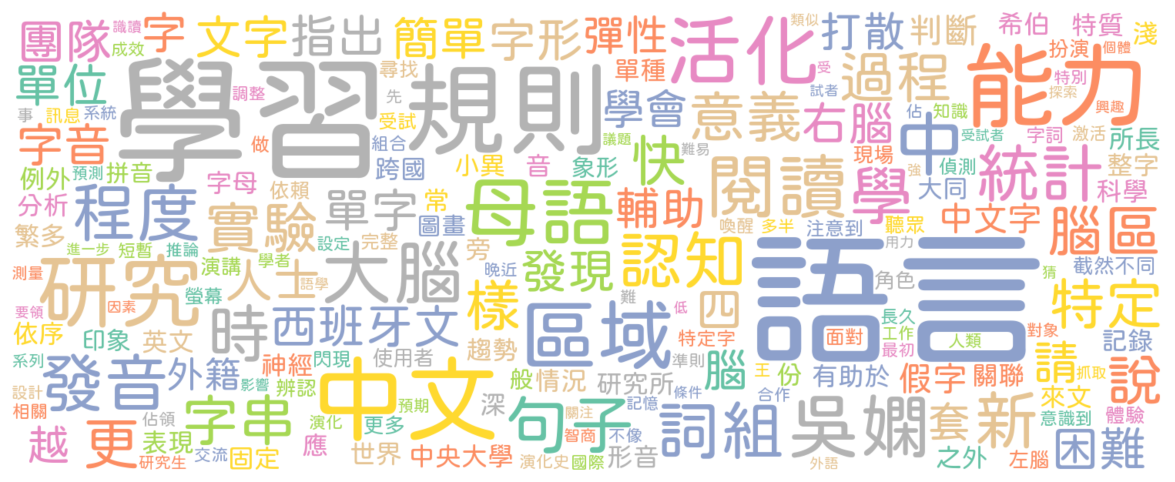 團隊
字
文字
指出
簡單
字形
彈性
活化
類似
打散
判斷
希伯
特質
淺
識讀
成效
單位
學習
規則
尋找
單種
受
過程
能力
扮演
個體
特別
探索
調整
先
學會
意義
試者
右腦
佔
知識
興趣
事
訊息
系統
受試
字音
做
組合
議題
難易
快
閱讀
現場
中
受試者
字詞
激活
所長
例外
預測
拼音
字母
跨國
小異
音
象形
強
偵測
統計
整字
分析
程度
依賴
單字
常
母語
輔助
學
大同
科學
繁多
實驗
圖畫
喚醒
多半
注意到
聽眾
中文字
腦區
進一步
短暫
推論
設定
完整
旁
發現
認知
用力
測量
研究
演講
學者
大腦
晚近
語言
角色
截然不同
要領
因素
螢幕
人士
語學
難
四
猜
特定
依序
印象
英文
時
西班牙文
樣
區域
低
特定字
長久
工作
最初
面對
人類
對象
記錄
系列
發音
外籍
神經
閃現
使用者
趨勢
準則
腦
請
說
設計
影響
辨認
中文
般
情況
研究所
王
份
有助於
假字
關聯
抓取
來文
相關
佔領
字串
演化
預期
深
句子
關注
記憶
條件
合作
意識到
體驗
越
更
表現
應
更多
智商
不像
詞組
吳嫻
套
新
困難
研究生
交流
固定
世界
中央大學
演化史
國際
形音
外語
之外
左腦